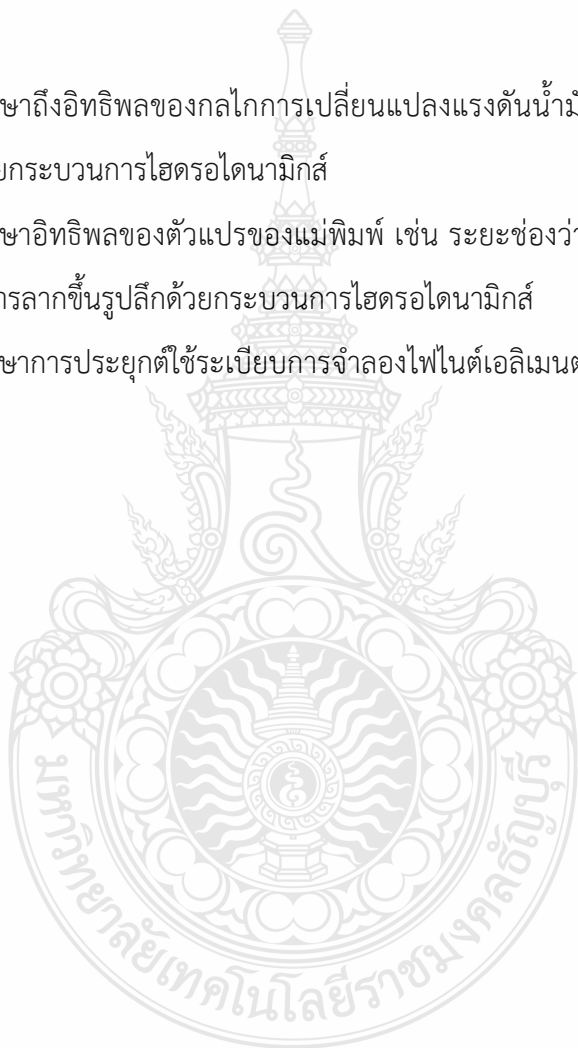 ษาถึงอิทธิพลของกลไกการเปลี่ยนแปลงแรงดันน้ำมั
ยกระบวนการไฮดรอไดนามิกส์
ษาอิทธิพลของตัวแปรของแม่พิมพ์ เช่น ระยะช่องว่
ารลากขึ้นรูปลึกด้วยกระบวนการไฮดรอไดนามิกส์
ษาการประยุกต์ใช้ระเบียบการจำลองไฟไนต์เอลิเมนต
มหาวิทยาลัยเทคโนโลยีราชมงคลธัญบุรี